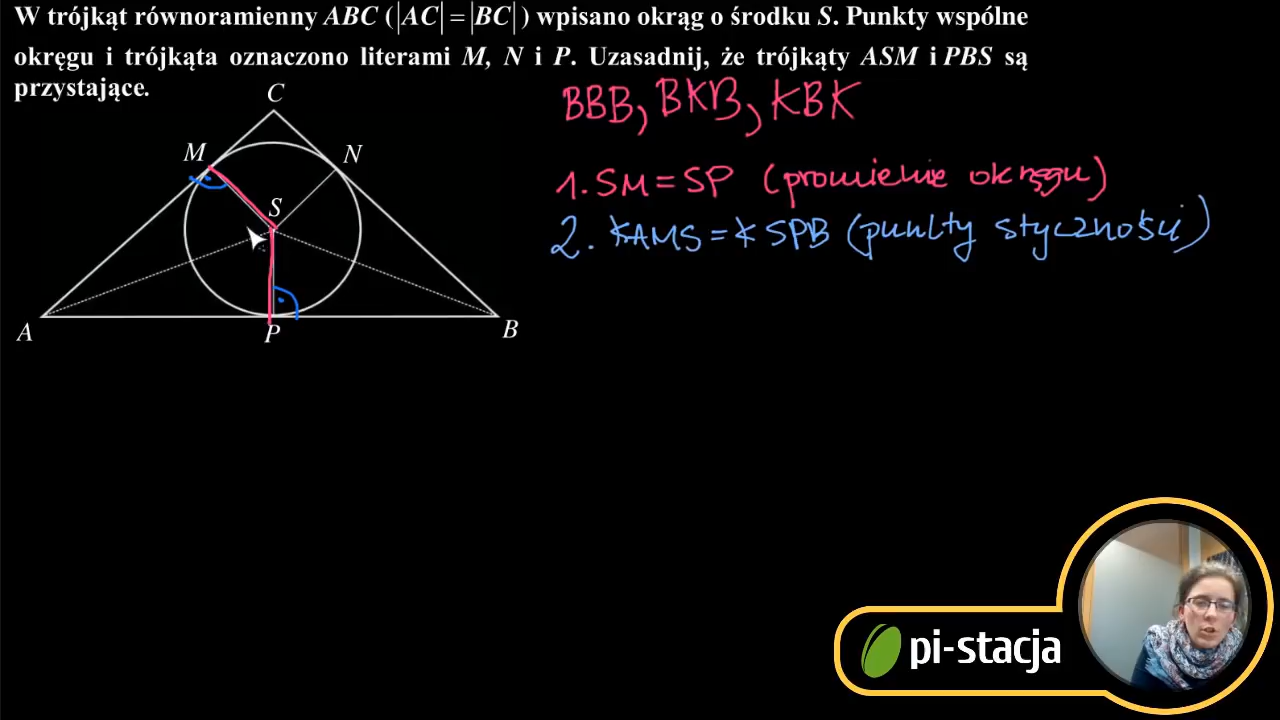 W trójkąt równoramienny ABC (|AC| = |BC|) wpisano okrąg o środku S. Punkty wspólne
okręgu i trójkąta oznaczono literami M, N i P. Uzasadnij, że trójkąty ASM i PBS są
przystające.
BBB, BKB, KBK
1. SM = SP (promienie okręgu)
2. ∢AMS = ∢SPB (punkty styczności)
C
M
N
S
A
P
B
pi-stacja